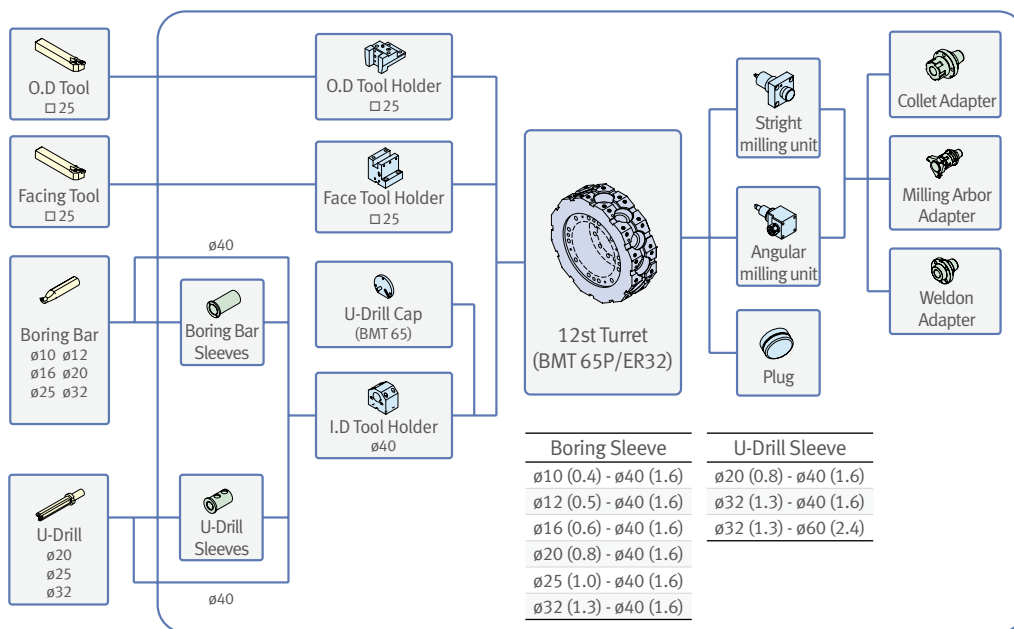 O.D Tool
□ 25
Facing Tool
□ 25
ø40
Boring Bar
ø10 ø12
ø16 ø20
ø25 ø32
Boring Bar
Sleeves
U-Drill
ø20
ø25
ø32
U-Drill
Sleeves
ø40
O.D Tool Holder
□ 25
Face Tool Holder
□ 25
U-Drill Cap
(BMT 65)
I.D Tool Holder
ø40
12st Turret
(BMT 65P/ER32)
Stright
milling unit
Angular
milling unit
Plug
Collet Adapter
Milling Arbor
Adapter
Weldon
Adapter
Boring Sleeve
ø10 (0.4) - ø40 (1.6)
ø12 (0.5) - ø40 (1.6)
ø16 (0.6) - ø40 (1.6)
ø20 (0.8) - ø40 (1.6)
ø25 (1.0) - ø40 (1.6)
ø32 (1.3) - ø40 (1.6)
U-Drill Sleeve
ø20 (0.8) - ø40 (1.6)
ø32 (1.3) - ø40 (1.6)
ø32 (1.3) - ø60 (2.4)